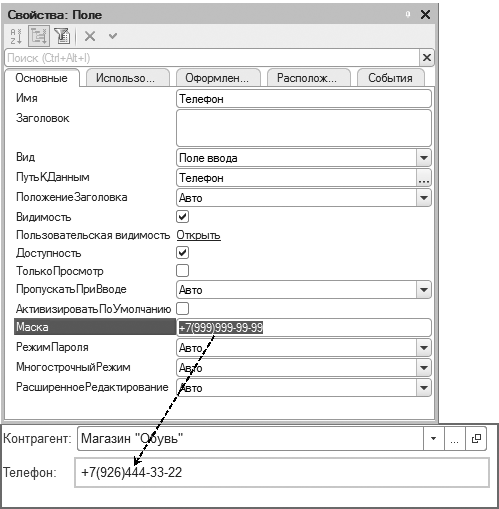 Свойства: Поле
Поиск (Ctrl+Alt+I)
Основные Использо... Оформлен... Располож... События
Имя Телефон
Заголовок
Вид Поле ввода
ПутьКДанным Телефон ...
ПоложениеЗаголовка Авто
Видимость
Пользовательская видимость Открыть
Доступность
ТолькоПросмотр
ПропускатьПриВводе Авто
АктивизироватьПоУмолчанию
Маска +7(999)999-99-99
РежимПароля Авто
МногострочныйРежим Авто
РасширенноеРедактирование Авто
Контрагент: Магазин "Обувь" ...
Телефон: +7(926)444-33-22